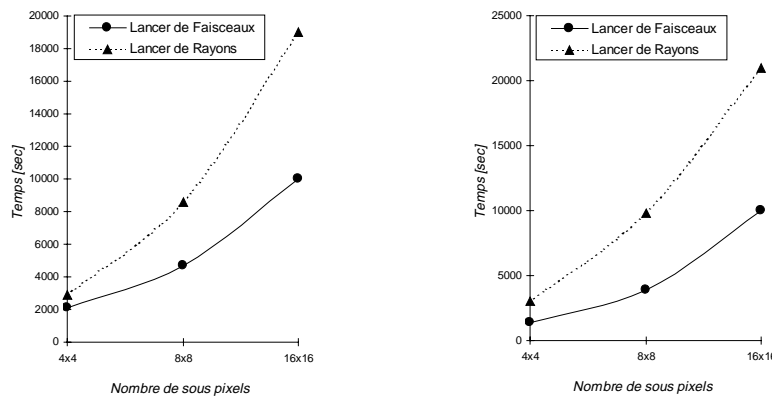 Lancer de Faisceaux
Lancer de Rayons
20000
18000
16000
14000
12000
10000
8000
6000
4000
2000
0
Temps [sec]
4x4
8x8
16x16
Nombre de sous pixels
Lancer de Faisceaux
Lancer de Rayons
25000
20000
15000
10000
5000
0
Temps [sec]
4x4
8x8
16x16
Nombre de sous pixels